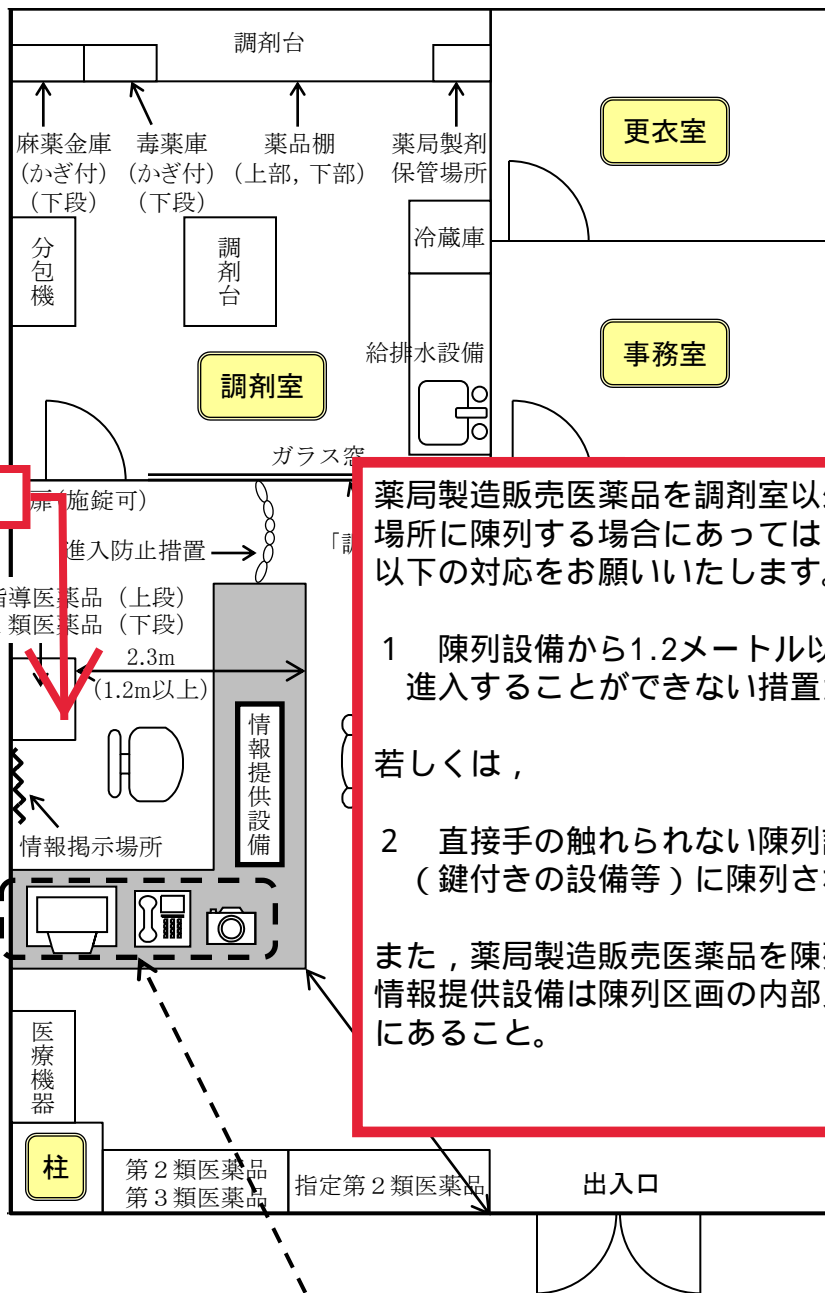 調剤台
麻薬金庫
(かぎ付)
(下段)
毒薬庫
(かぎ付)
(下段)
薬品棚
(上部，下部)
薬局製剤
保管場所
更衣室
分包機
調剤台
冷蔵庫
給排水設備
調剤室
事務室
ガラス窓
扉(施錠可)
進入防止措置
指導医薬品（上段）
類医薬品（下段）
2.3m
(1.2m以上)
情報提供設備
情報掲示場所
薬局製造販売医薬品を調剤室以
場所に陳列する場合にあっては
以下の対応をお願いいたします。
1　陳列設備から1.2メートル以
進入することができない措置
若しくは，
2　直接手の触れられない陳列
（鍵付きの設備等）に陳列さ
また，薬局製造販売医薬品を陳
情報提供設備は陳列区画の内部
にあること。
医療機器
柱
第２類医薬品
第３類医薬品
指定第２類医薬品
出入口